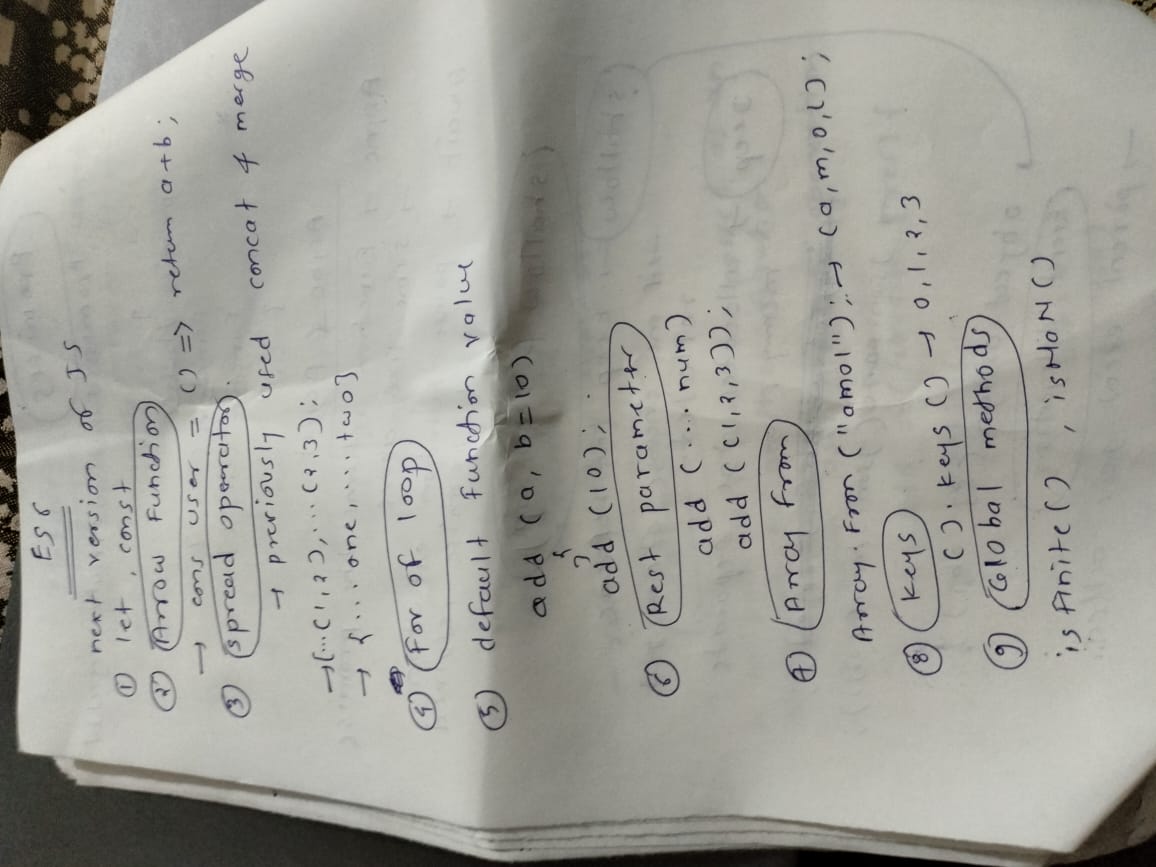 ES6
next version of JS
① let, const
② Arrow function
→ cons user = () => return a+b;
③ spread operator
→ previously used concat & merge
→ [...(1,2), ...(2,3);
→ {...one, ...two}
④ For of loop
⑤ default function value
add (a, b=10)
{
}
add (10);
⑥ Rest parameter
add (...num)
add ((1,2,3));
⑦ Array from
Array.from("amol"); → (a,m,o,l);
⑧ keys
().keys() → 0,1,2,3
⑨ Global methods
isfinite(), isNaN()